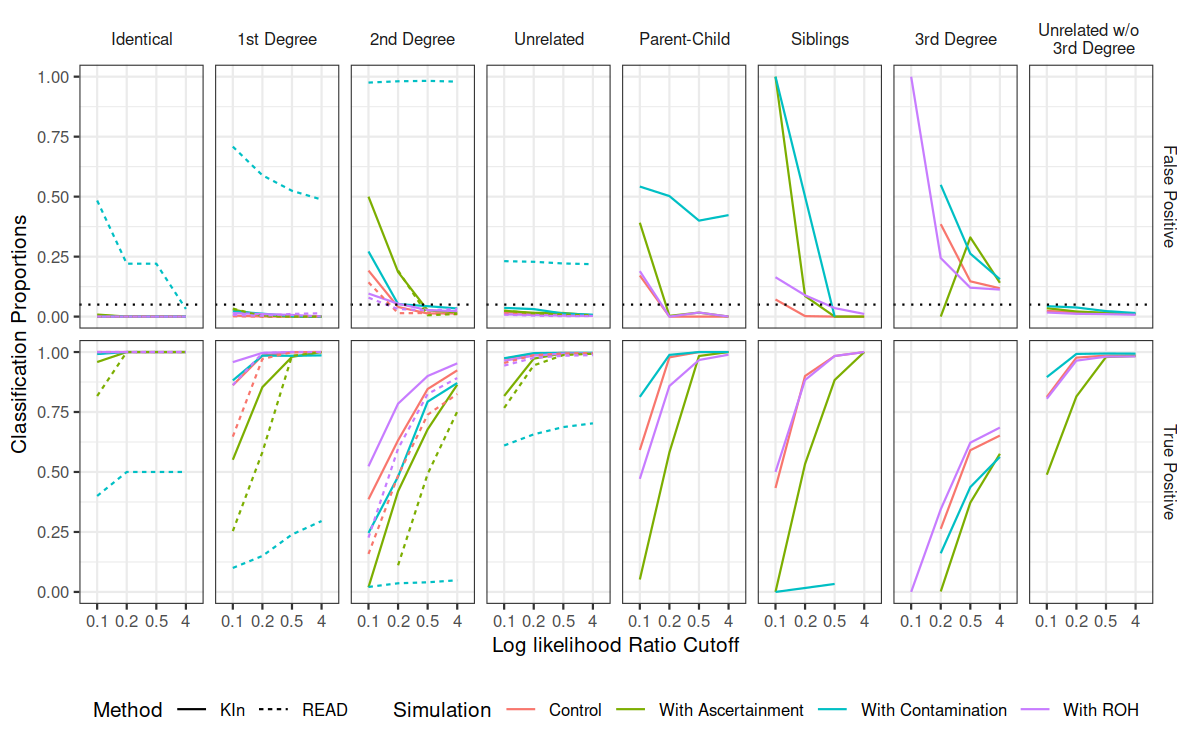 Identical 1st Degree 2nd Degree Unrelated Parent-Child Siblings 3rd Degree Unrelated w/o
3rd Degree
1.00
0.75
0.50
0.25
0.00
False Positive
1.00
0.75
0.50
0.25
0.00
True Positive
Classification Proportions
0.1 0.2 0.5 4 0.1 0.2 0.5 4 0.1 0.2 0.5 4 0.1 0.2 0.5 4 0.1 0.2 0.5 4 0.1 0.2 0.5 4 0.1 0.2 0.5 4 0.1 0.2 0.5 4
Log likelihood Ratio Cutoff
Method KIn READ Simulation Control With Ascertainment With Contamination With ROH